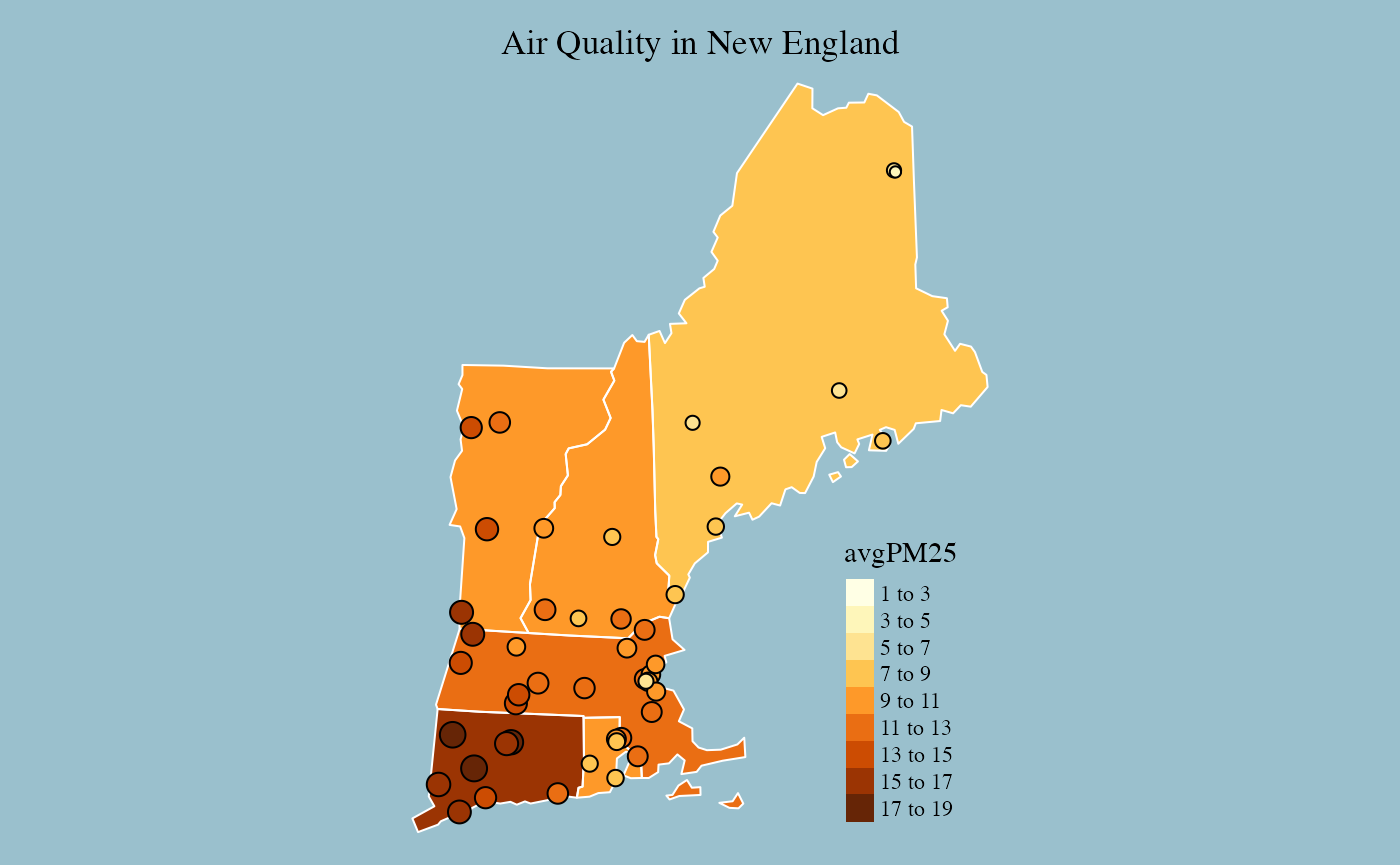 Air Quality in New England
avgPM25
1 to 3
3 to 5
5 to 7
7 to 9
9 to 11
11 to 13
13 to 15
15 to 17
17 to 19